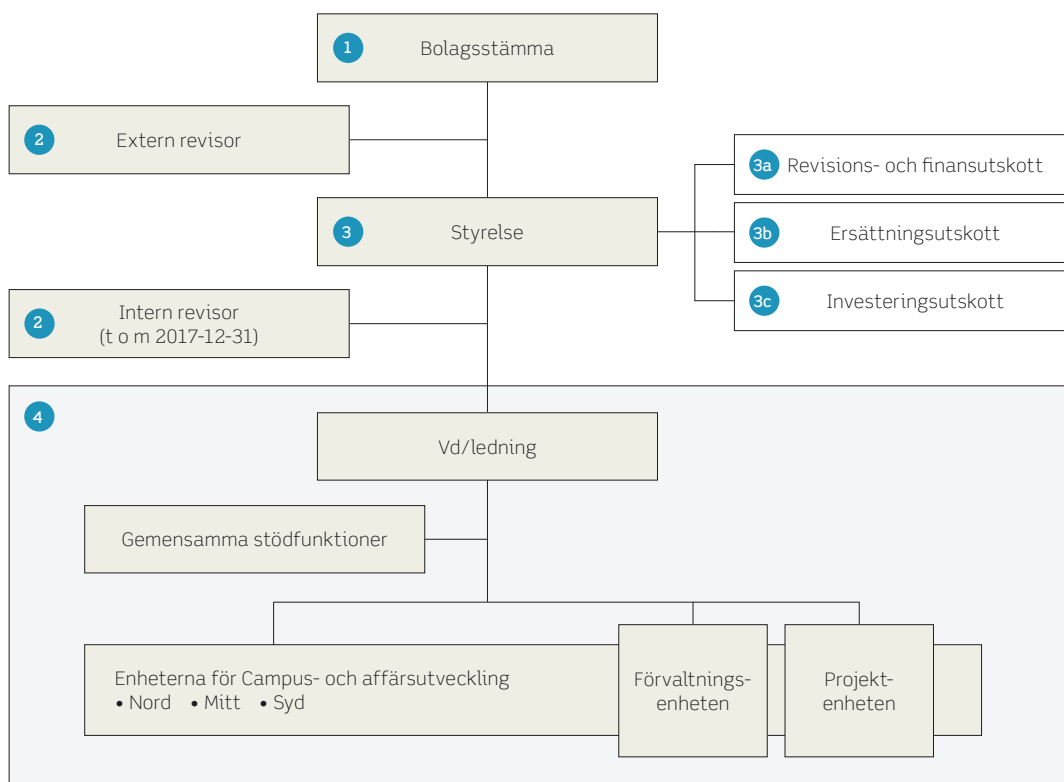 1 Bolagsstämma
2 Extern revisor
3a Revisions- och finansutskott
3 Styrelse
3b Ersättningsutskott
3c Investeringsutskott
2 Intern revisor
(t o m 2017-12-31)
4
Vd/ledning
Gemensamma stödfunktioner
Enheterna för Campus- och affärsutveckling
• Nord • Mitt • Syd
Förvaltnings-
enheten
Projekt-
enheten